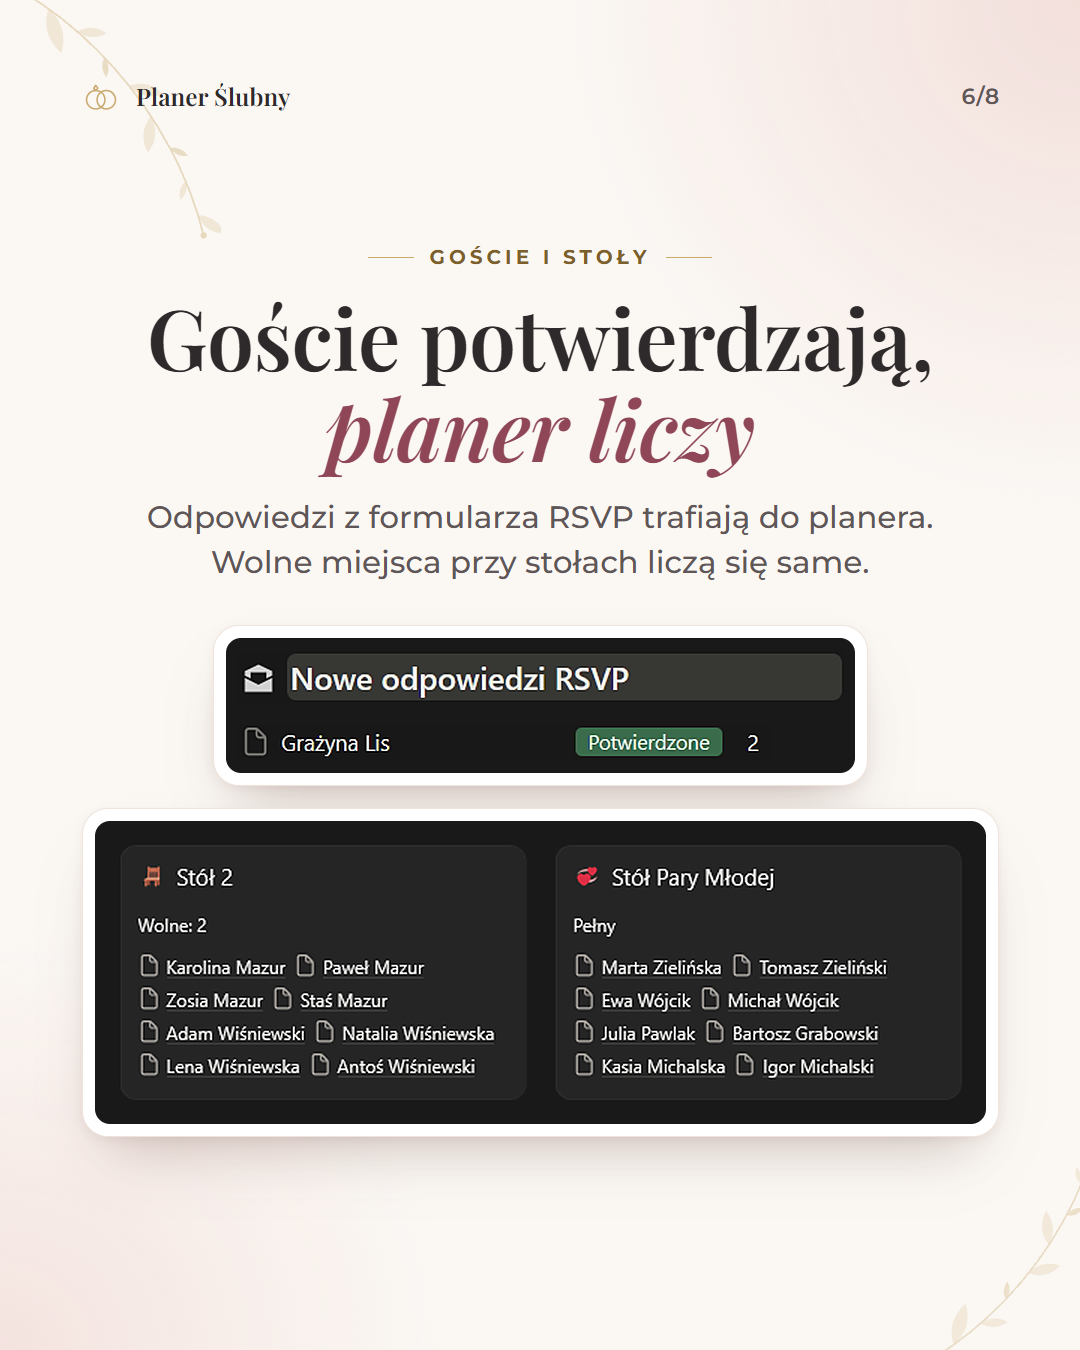 Planer Ślubny
6/8
GOŚCIE I STOŁY
Goście potwierdzają,
planer liczy
Odpowiedzi z formularza RSVP trafiają do planera.
Wolne miejsca przy stołach liczą się same.
Nowe odpowiedzi RSVP
Grażyna Lis Potwierdzone 2
Stół 2
Wolne: 2
Karolina Mazur Paweł Mazur
Zosia Mazur Staś Mazur
Adam Wiśniewski Natalia Wiśniewska
Lena Wiśniewska Antoś Wiśniewski
Stół Pary Młodej
Pełny
Marta Zielińska Tomasz Zieliński
Ewa Wójcik Michał Wójcik
Julia Pawlak Bartosz Grabowski
Kasia Michalska Igor Michalski